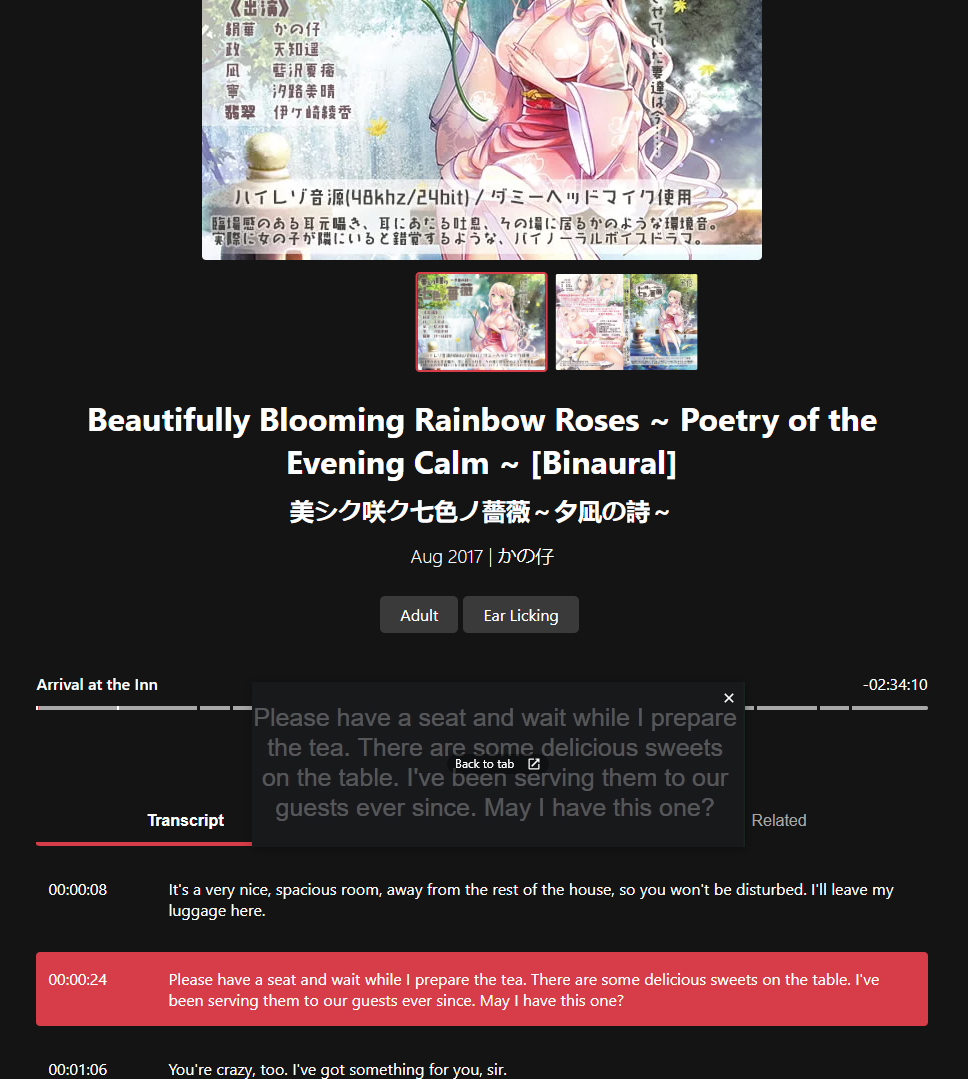 《出演》
絹華 かの仔
政 天知遥
凪 藍沢夏癒
寧 汐路美晴
翡翠 伊ヶ崎綾香
せていた妻達は今……
ハイレゾ音源(48khz/24bit) / ダミーヘッドマイク使用
臨場感のある耳元囁き、耳にあたる吐息、その場に居るかのような環境音。
実際に女の子が隣にいると錯覚するような、バイノーラルボイスドラマ。
Beautifully Blooming Rainbow Roses ~ Poetry of the
Evening Calm ~ [Binaural]
美シク咲ク七色ノ薔薇～夕凪の詩～
Aug 2017 | かの仔
Adult
Ear Licking
Arrival at the Inn
-02:34:10
Please have a seat and wait while I prepare
the tea. There are some delicious sweets
on the table. I've been serving them to our
guests ever since. May I have this one?
Back to tab
Transcript
Related
00:00:08
It's a very nice, spacious room, away from the rest of the house, so you won't be disturbed. I'll leave my
luggage here.
00:00:24
Please have a seat and wait while I prepare the tea. There are some delicious sweets on the table. I've
been serving them to our guests ever since. May I have this one?
00:01:06
You're crazy, too. I've got something for you, sir.